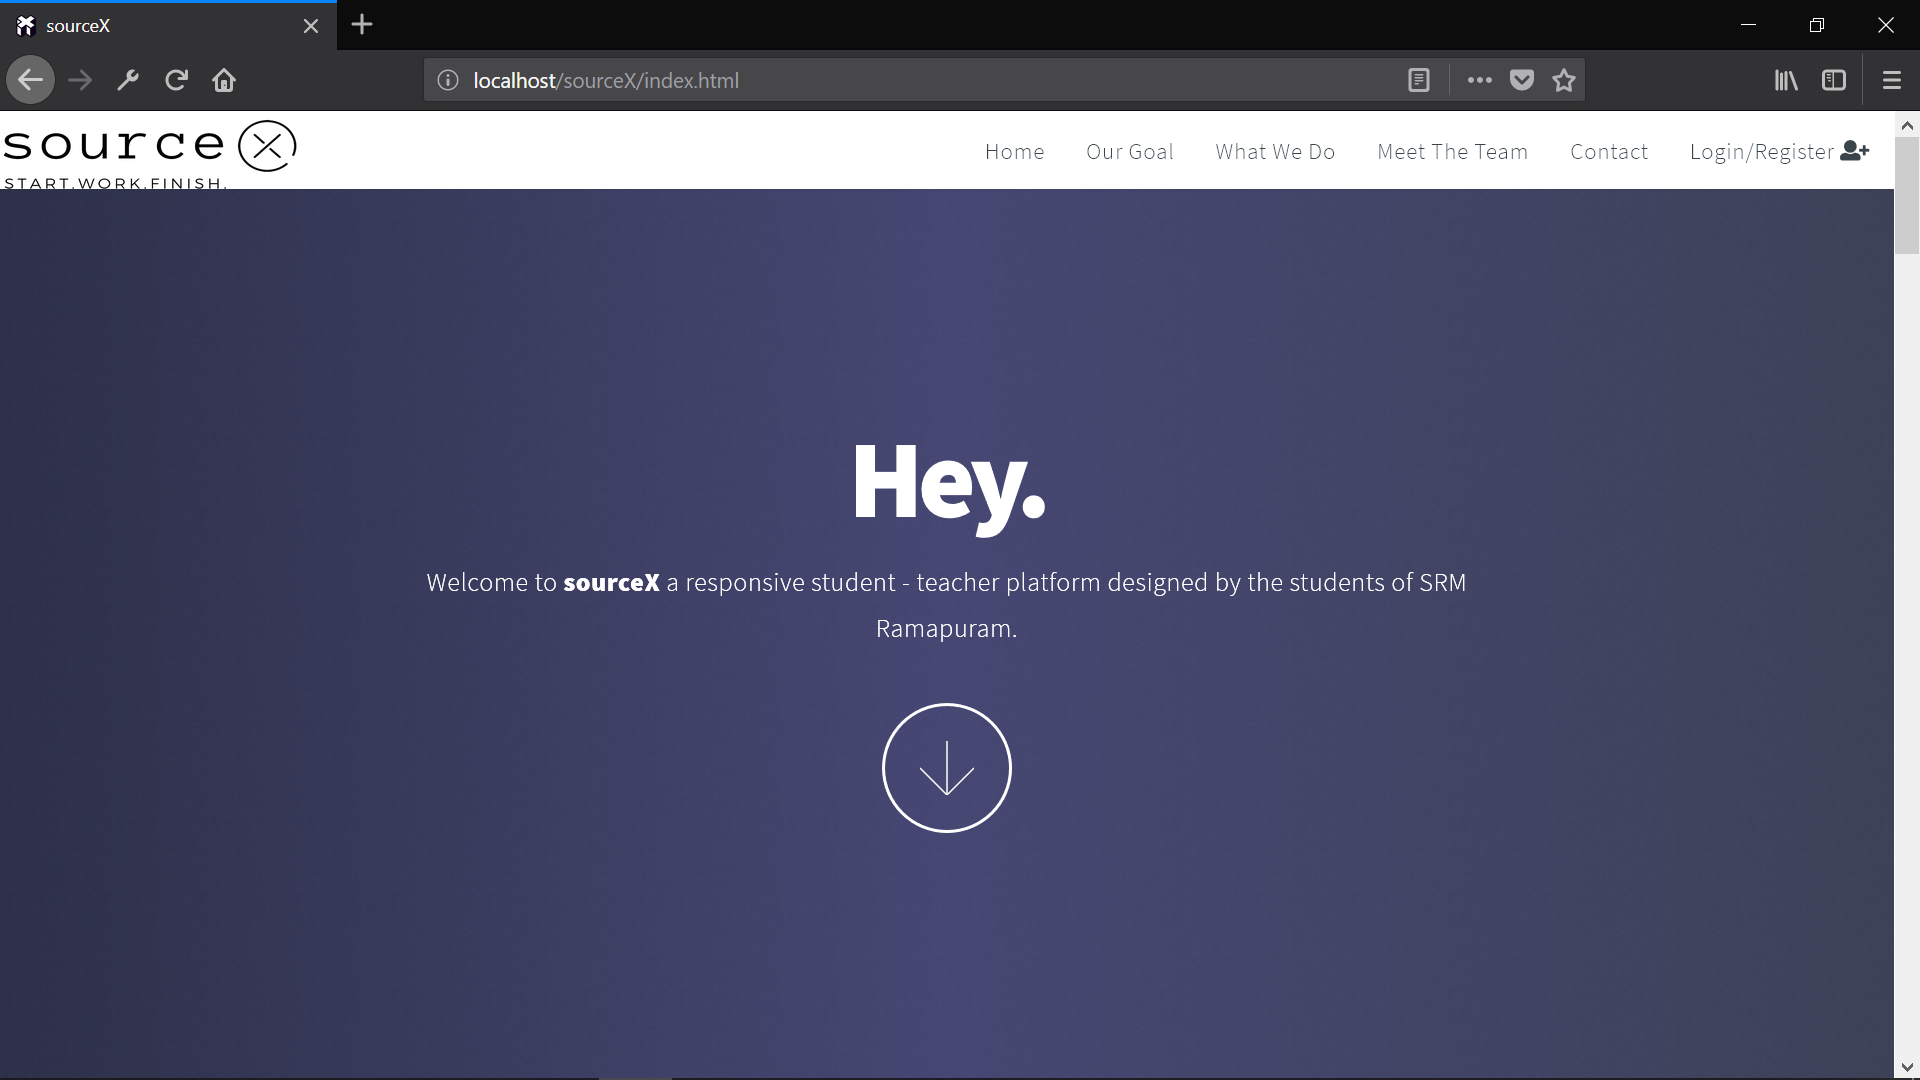 sourceX
localhost/sourceX/index.html
source X
START.WORK.FINISH.
Home Our Goal What We Do Meet The Team Contact Login/Register
Hey.
Welcome to sourceX a responsive student - teacher platform designed by the students of SRM
Ramapuram.